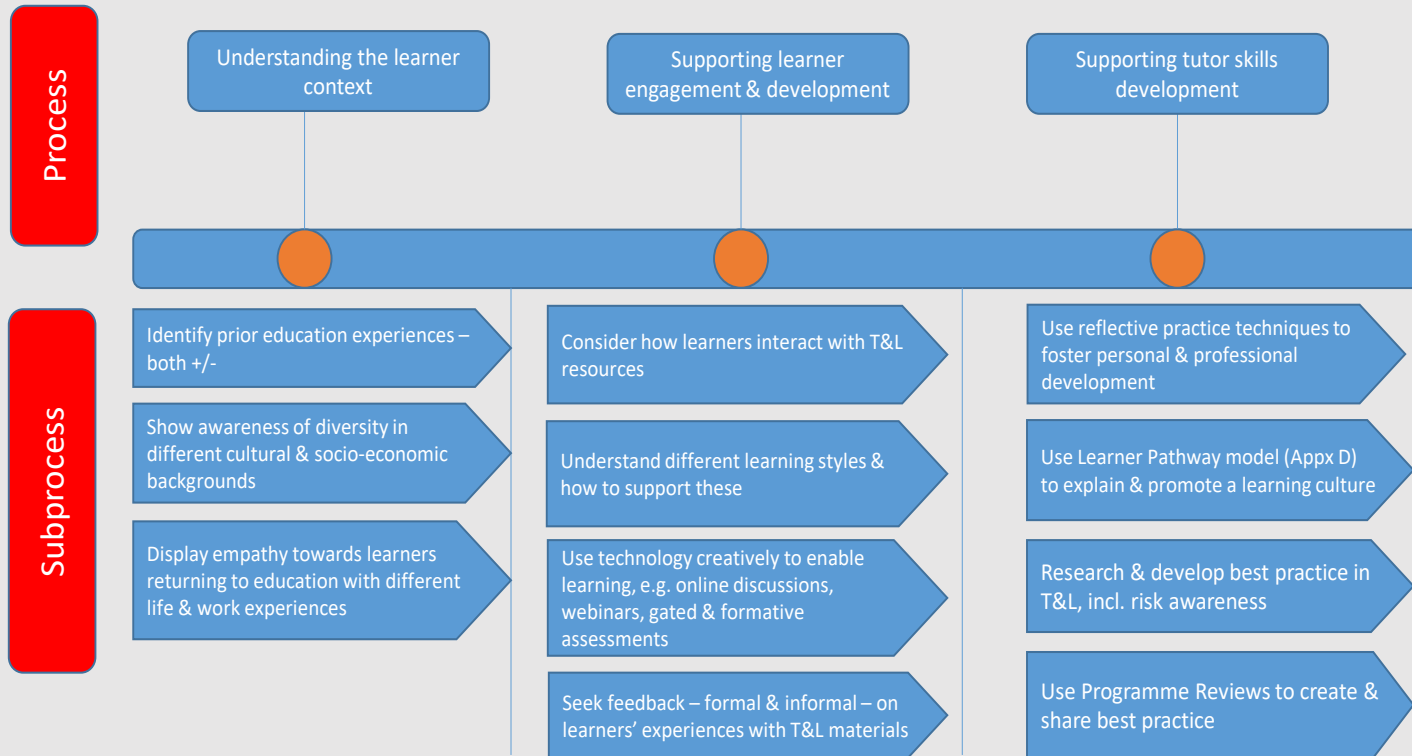 Process
Understanding the learner
context
Supporting learner
engagement & development
Supporting tutor skills
development
Subprocess
Identify prior education experiences –
both +/-
Show awareness of diversity in
different cultural & socio-economic
backgrounds
Display empathy towards learners
returning to education with different
life & work experiences
Consider how learners interact with T&L
resources
Understand different learning styles &
how to support these
Use technology creatively to enable
learning, e.g. online discussions,
webinars, gated & formative
assessments
Seek feedback – formal & informal – on
learners’ experiences with T&L materials
Use reflective practice techniques to
foster personal & professional
development
Use Learner Pathway model (Appx D)
to explain & promote a learning culture
Research & develop best practice in
T&L, incl. risk awareness
Use Programme Reviews to create &
share best practice